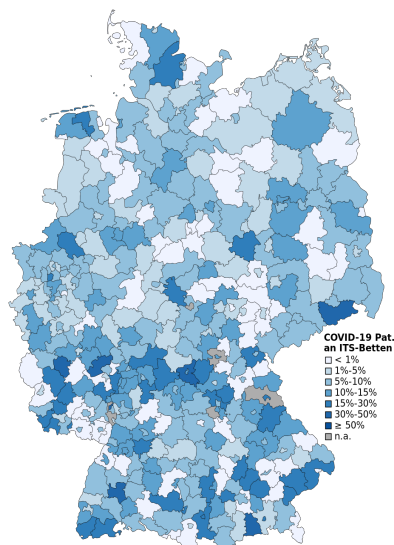 COVID-19 Pat.
an ITS-Betten
< 1%
1%-5%
5%-10%
10%-15%
15%-30%
30%-50%
≥ 50%
n.a.